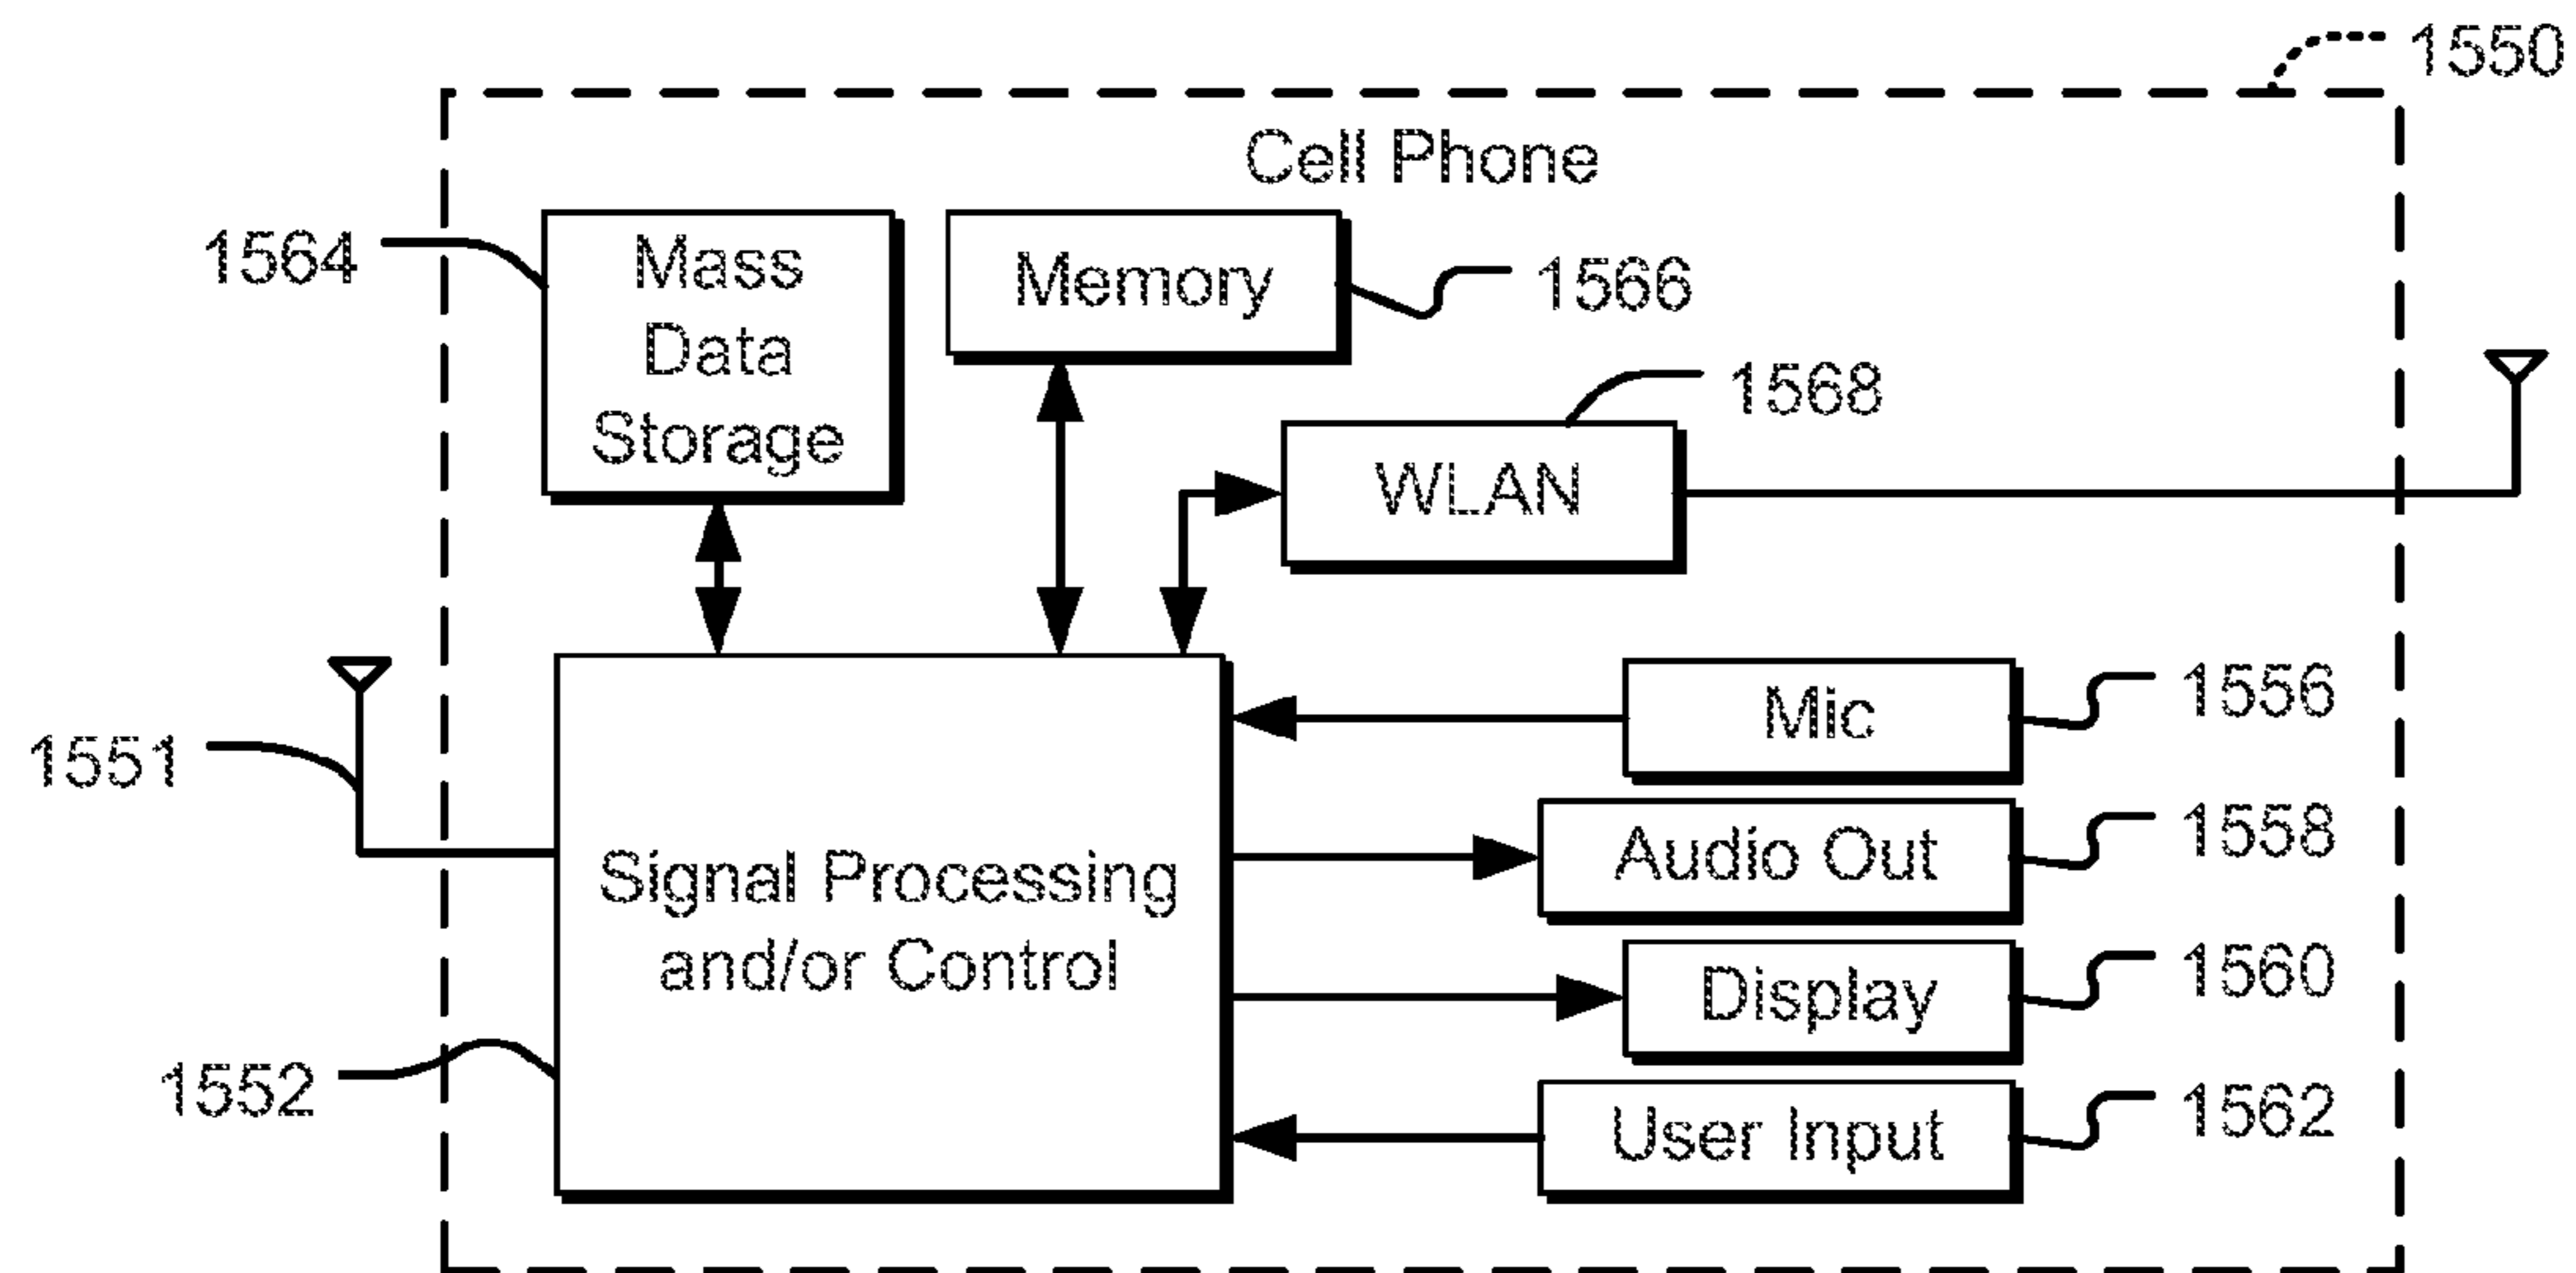 1550
Cell Phone
1564
Mass
Data
Storage
Memory
1566
1568
WLAN
1551
1552
Signal Processing
and/or Control
Mic
1556
Audio Out
1558
Display
1560
User Input
1562